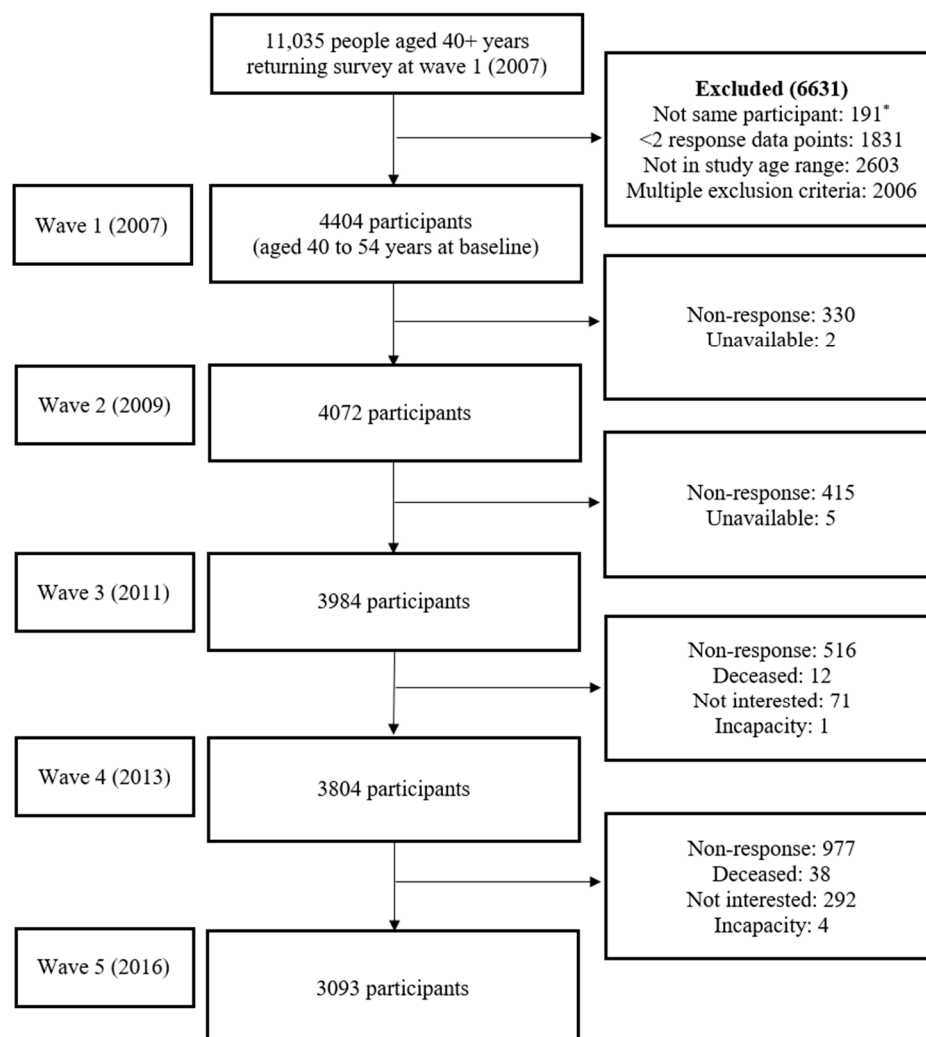 11,035 people aged 40+ years
returning survey at wave 1 (2007)
Excluded (6631)
Not same participant: 191*
<2 response data points: 1831
Not in study age range: 2603
Multiple exclusion criteria: 2006
Wave 1 (2007)
4404 participants
(aged 40 to 54 years at baseline)
Non-response: 330
Unavailable: 2
Wave 2 (2009)
4072 participants
Non-response: 415
Unavailable: 5
Wave 3 (2011)
3984 participants
Non-response: 516
Deceased: 12
Not interested: 71
Incapacity: 1
Wave 4 (2013)
3804 participants
Non-response: 977
Deceased: 38
Not interested: 292
Incapacity: 4
Wave 5 (2016)
3093 participants